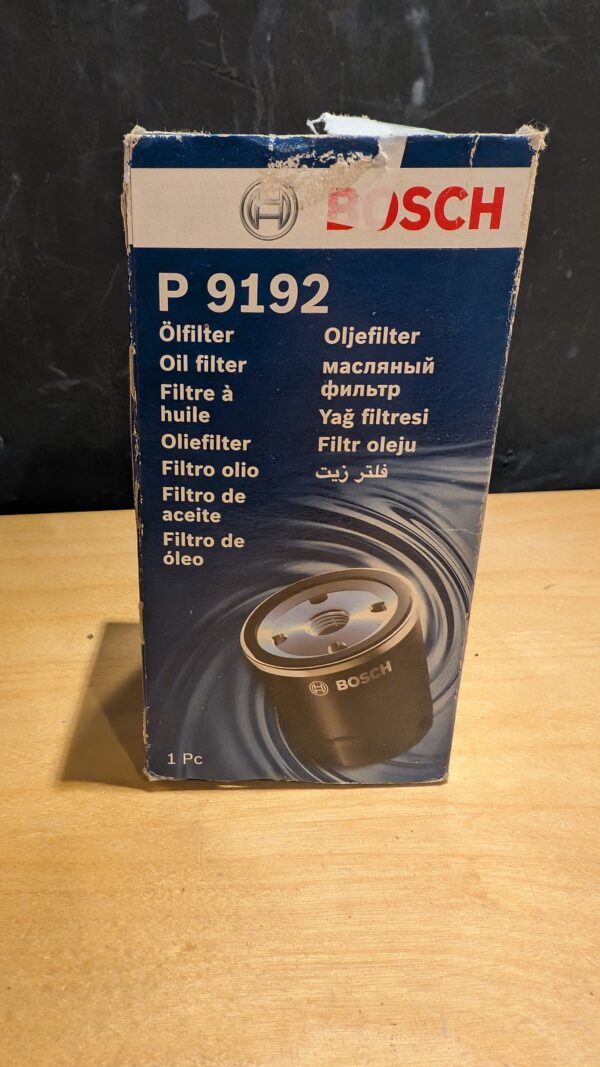 BOSCH
P 9192
Ölfilter
Oil filter
Filtre à
huile
Oliefilter
Filtro olio
Filtro de
aceite
Filtro de
óleo
Oljefilter
масляный
фильтр
Yağ filtresi
Filtr oleju
فلتر زيت
BOSCH
1 Pc